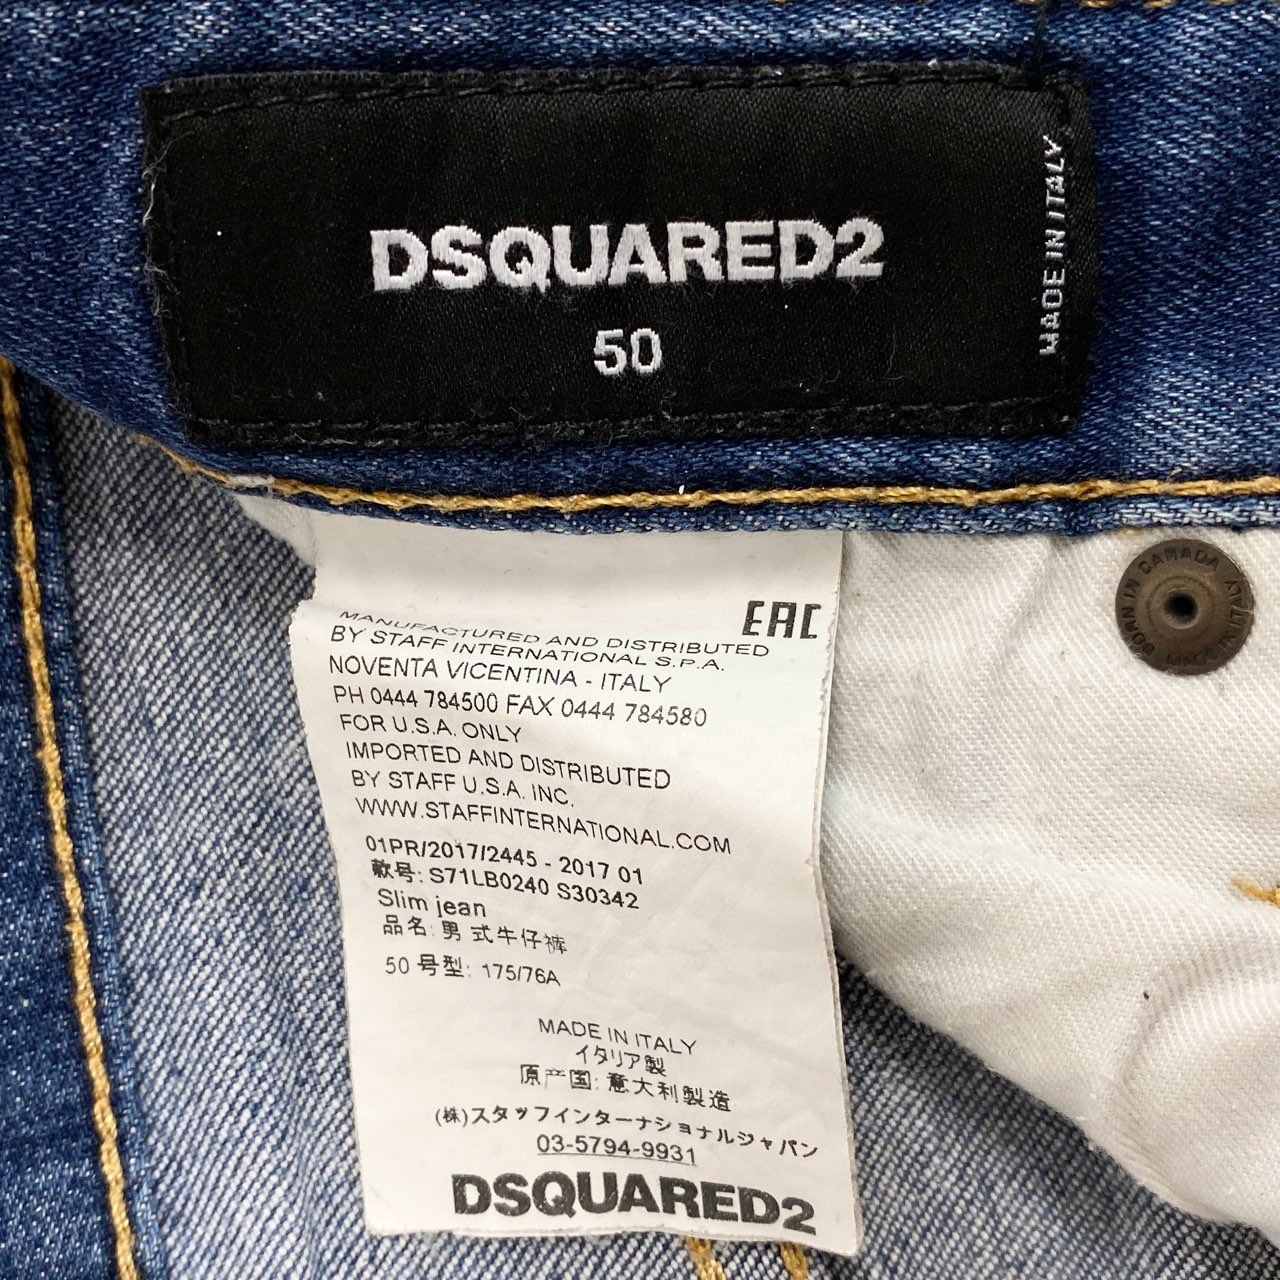 DSQUARED2
50
MADE IN ITALY
EAC
MANUFACTURED AND DISTRIBUTED
BY STAFF INTERNATIONAL S.P.A.
NOVENTA VICENTINA - ITALY
PH 0444 784500 FAX 0444 784580
FOR U.S.A. ONLY
IMPORTED AND DISTRIBUTED
BY STAFF U.S.A. INC.
WWW.STAFFINTERNATIONAL.COM
01PR/2017/2445 - 2017 01
款号: S71LB0240 S30342
Slim jean
品名: 男 式牛仔裤
50 号型: 175/76A
MADE IN ITALY
イタリア製
原产国: 意大利製造
(株)スタッフインターナショナルジャパン
03-5794-9931
DSQUARED2
BORN IN CANADA
MADE IN ITALY